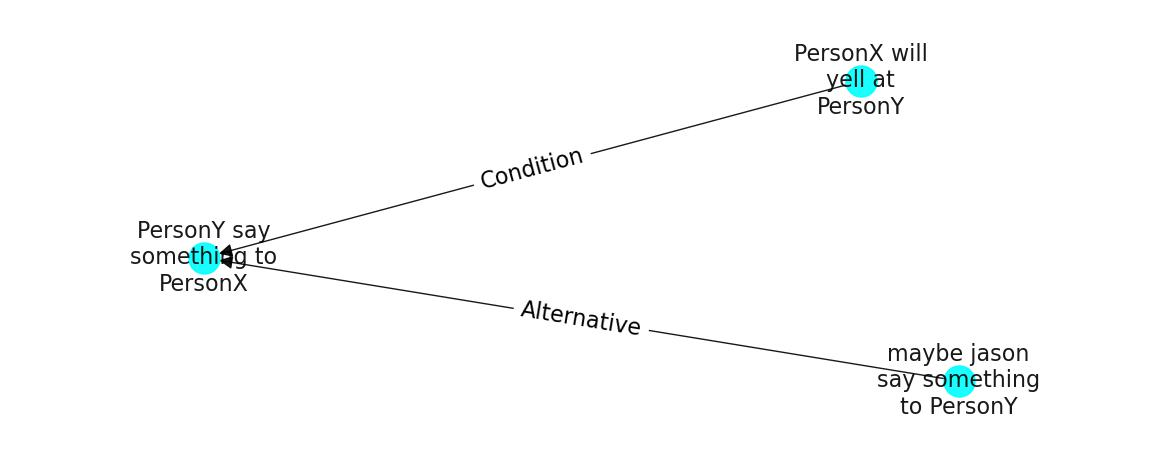 PersonX will
yell at
PersonY
Condition
PersonY say
something to
PersonX
Alternative
maybe jason
say something
to PersonY